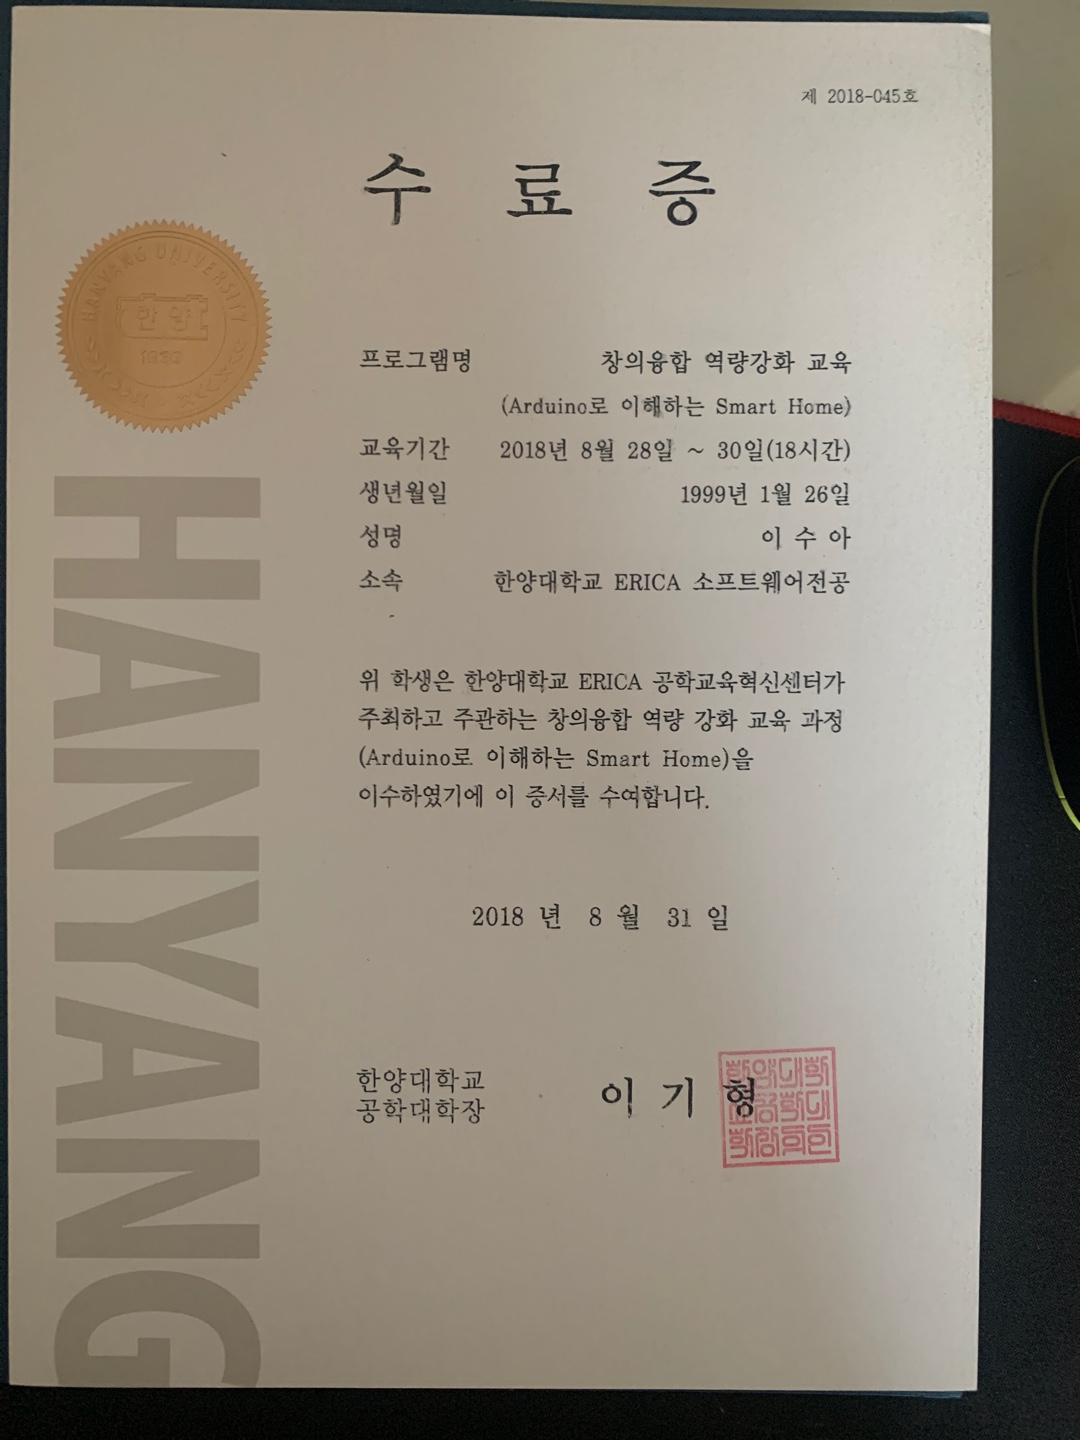 제 2018-045호
수 료 증
HANYANG UNIVERSITY
한양
1939
프로그램명 창의융합 역량강화 교육
(Arduino로 이해하는 Smart Home)
교육기간 2018년 8월 28일 ~ 30일(18시간)
생년월일 1999년 1월 26일
성명 이 수 아
소속 한양대학교 ERICA 소프트웨어전공
위 학생은 한양대학교 ERICA 공학교육혁신센터가
주최하고 주관하는 창의융합 역량 강화 교육 과정
(Arduino로 이해하는 Smart Home)을
이수하였기에 이 증서를 수여합니다.
2018 년 8 월 31 일
한양대학교
공학대학장 이 기 형
HANYANG